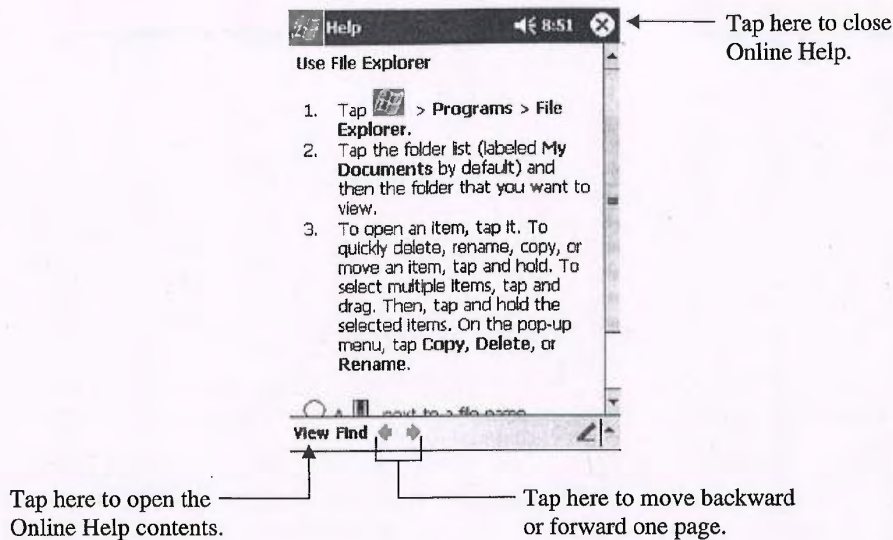 Help 8:51
Tap here to close
Online Help.
Use File Explorer
1. Tap > Programs > File
Explorer.
2. Tap the folder list (labeled My
Documents by default) and
then the folder that you want to
view.
3. To open an item, tap it. To
quickly delete, rename, copy, or
move an item, tap and hold. To
select multiple items, tap and
drag. Then, tap and hold the
selected items. On the pop-up
menu, tap Copy, Delete, or
Rename.
A next to a file name
View Find
Tap here to open the
Online Help contents.
Tap here to move backward
or forward one page.